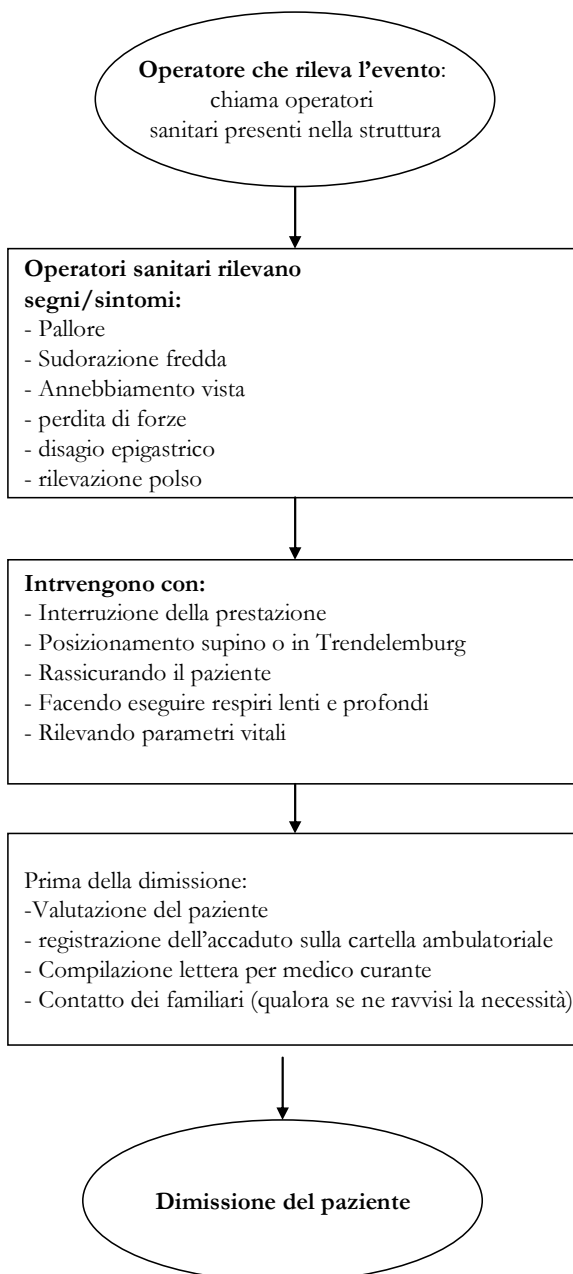 Operatore che rileva l'evento:
chiama operatori
sanitari presenti nella struttura
Operatori sanitari rilevano
segni/sintomi:
- Pallore
- Sudorazione fredda
- Annebbiamento vista
- perdita di forze
- disagio epigastrico
- rilevazione polso
Intrvengono con:
- Interruzione della prestazione
- Posizionamento supino o in Trendelemburg
- Rassicurando il paziente
- Facendo eseguire respiri lenti e profondi
- Rilevando parametri vitali
Prima della dimissione:
-Valutazione del paziente
- registrazione dell'accaduto sulla cartella ambulatoriale
- Compilazione lettera per medico curante
- Contatto dei familiari (qualora se ne ravvisi la necessità)
Dimissione del paziente